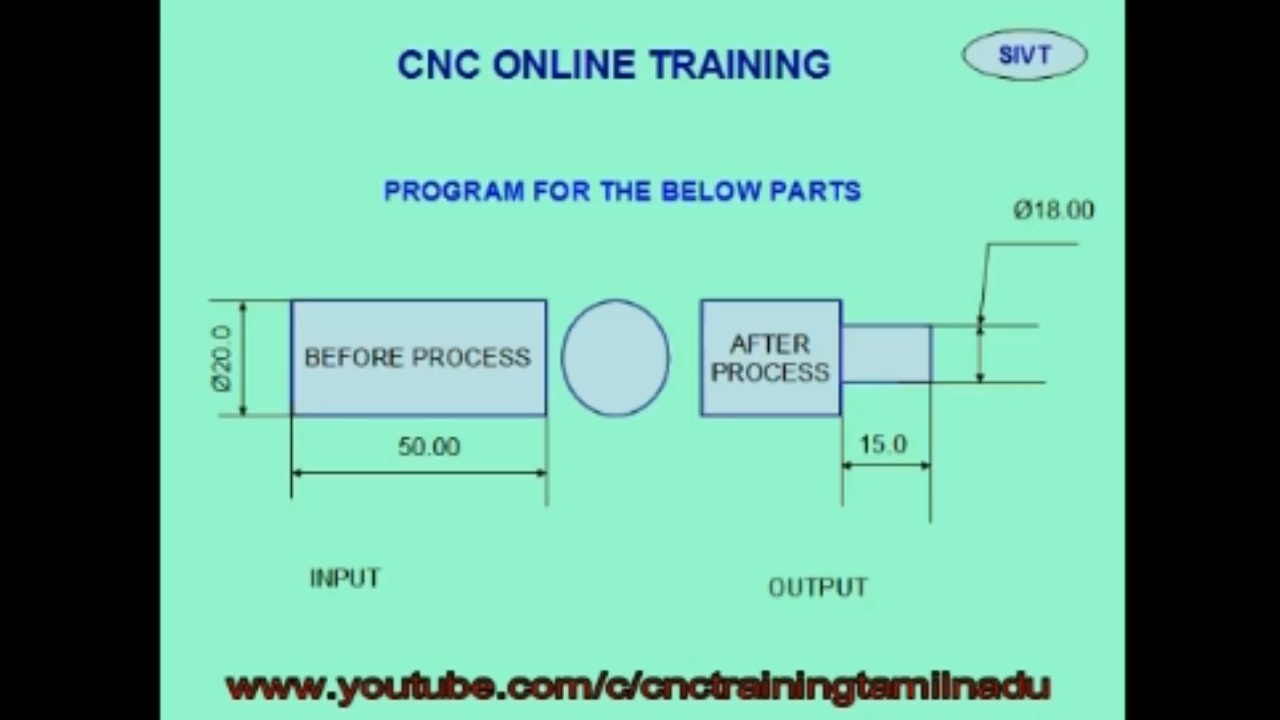 CNC ONLINE TRAINING
SIVT
PROGRAM FOR THE BELOW PARTS
Ø18.00
Ø20.0
BEFORE PROCESS
AFTER
PROCESS
50.00
15.0
INPUT
OUTPUT
www.youtube.com/c/cnctrainingtamilnadu